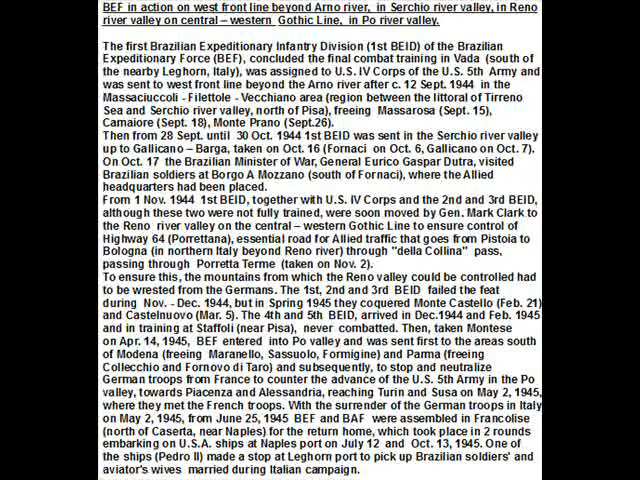 BEF in action on west front line beyond Arno river,  in Serchio river valley, in Reno
river valley on central – western  Gothic Line,  in Po river valley.
The first Brazilian Expeditionary Infantry Division (1st BEID) of the Brazilian
Expeditionary Force (BEF), concluded the final combat training in Vada  (south of
the nearby Leghorn, Italy), was assigned to U.S. IV Corps of the U.S. 5th  Army and
was sent to west front line beyond the Arno river after c. 12 Sept. 1944  in the
Massaciuccoli - Filettole - Vecchiano area (region between the littoral of Tirreno
Sea and Serchio river valley, north of Pisa), freeing  Massarosa (Sept. 15),
Camaiore (Sept. 18), Monte Prano (Sept.26).
Then from 28 Sept. until  30 Oct. 1944 1st BEID was sent in the Serchio river valley
up to Gallicano – Barga, taken on Oct. 16 (Fornaci  on Oct. 6, Gallicano on Oct. 7).
On Oct. 17  the Brazilian Minister of War, General Eurico Gaspar Dutra, visited
Brazilian soldiers at Borgo A Mozzano (south of Fornaci), where the Allied
headquarters had been placed.
From 1 Nov. 1944  1st BEID, together with U.S. IV Corps and the 2nd and 3rd BEID,
although these two were not fully trained, were soon moved by Gen. Mark Clark to
the Reno  river valley on the central – western Gothic Line to ensure control of
Highway 64 (Porrettana), essential road for Allied traffic that goes from Pistoia to
Bologna (in northern Italy beyond Reno river) through "della Collina"  pass,
passing through  Porretta Terme  (taken on Nov. 2).
To ensure this, the mountains from which the Reno valley could be controlled had
to be wrested from the Germans. The 1st, 2nd and 3rd  BEID  failed the feat
during  Nov. - Dec. 1944, but in Spring 1945 they coquered Monte Castello (Feb. 21)
and Castelnuovo (Mar. 5). The 4th and 5th  BEID, arrived in Dec.1944 and Feb. 1945
and in training at Staffoli (near Pisa),  never  combatted. Then, taken Montese
on Apr. 14, 1945,  BEF entered  into Po valley and was sent first to the areas south
of Modena (freeing  Maranello, Sassuolo, Formigine) and Parma (freeing
Collecchio and Fornovo di Taro) and subsequently, to stop and neutralize
German troops from France to counter the advance of the U.S. 5th Army in the Po
valley, towards Piacenza and Alessandria, reaching Turin and Susa on May 2, 1945,
where they met the French troops. With the surrender of the German troops in Italy
on May 2, 1945, from June 25, 1945  BEF and BAF  were assembled in Francolise
(north of Caserta, near Naples) for the return home, which took place in 2 rounds
embarking on U.S.A. ships at Naples port on July 12  and  Oct. 13, 1945. One of
the ships (Pedro II) made a stop at Leghorn port to pick up Brazilian soldiers' and
aviator's wives  married during Italian campaign.